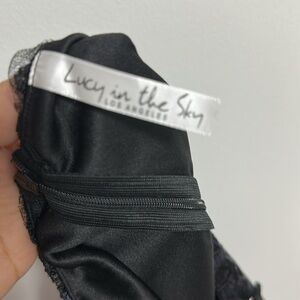 Lucy in the Sky
LOS ANGELES